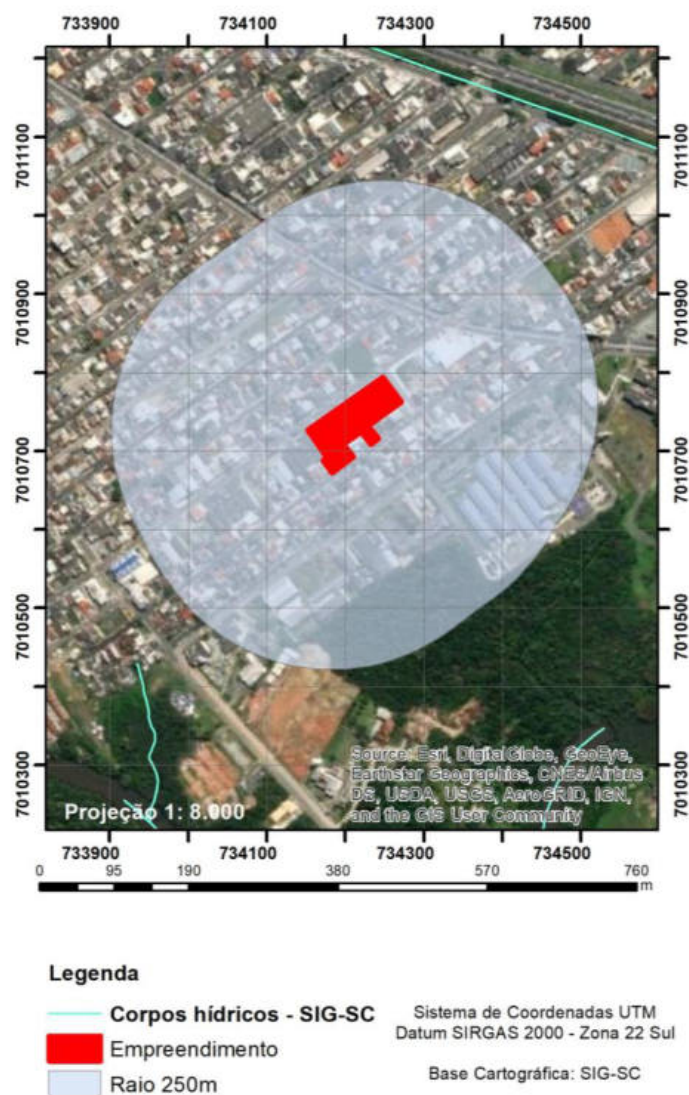 733900 734100 734300 734500
7011100 7011100
7010900 7010900
7010700 7010700
7010500 7010500
7010300 7010300
Source: Esri, DigitalGlobe, GeoEye,
Earthstar Geographics, CNES/Airbus
DS, USDA, USGS, AeroGRID, IGN,
and the GIS User Community
Projeção 1: 8.000
733900 734100 734300 734500
0 95 190 380 570 760
m
Legenda
Corpos hídricos - SIG-SC
Empreendimento
Raio 250m
Sistema de Coordenadas UTM
Datum SIRGAS 2000 - Zona 22 Sul
Base Cartográfica: SIG-SC